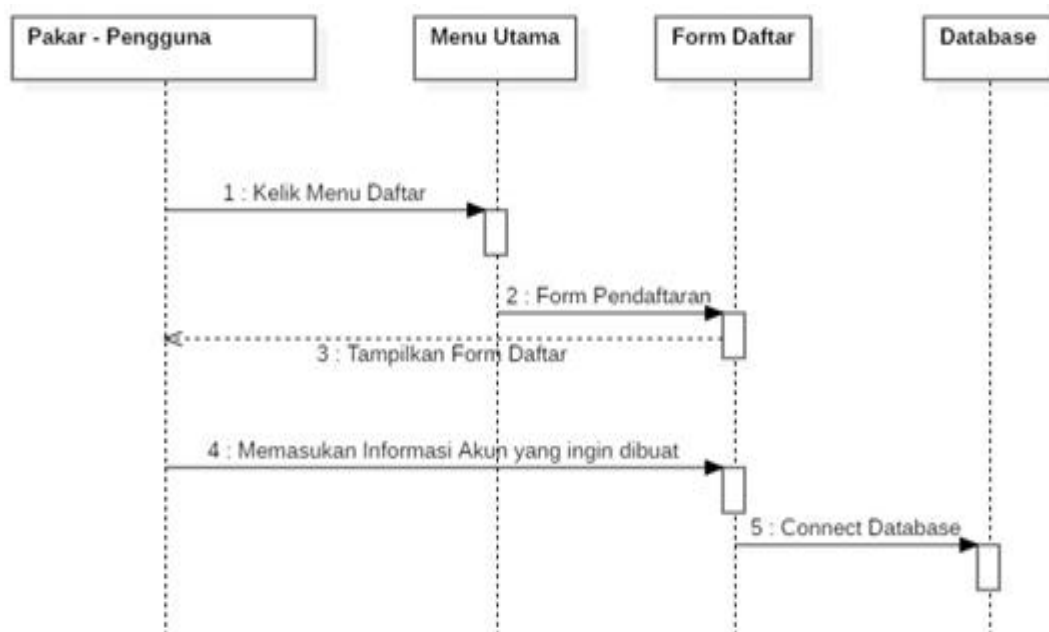 Pakar - Pengguna
Menu Utama
Form Daftar
Database
1 : Kelik Menu Daftar
2 : Form Pendaftaran
3 : Tampilkan Form Daftar
4 : Memasukan Informasi Akun yang ingin dibuat
5 : Connect Database